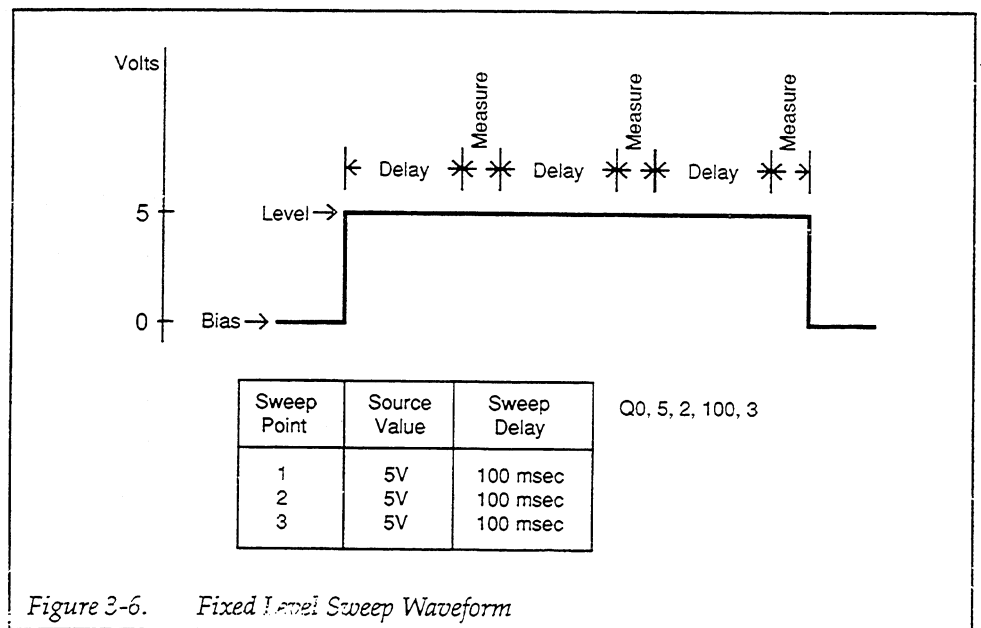 Volts
Measure
Measure
Measure
Delay
Delay
Delay
5
Level
0
Bias
Sweep Point Source Value Sweep Delay
Q0, 5, 2, 100, 3
1 5V 100 msec
2 5V 100 msec
3 5V 100 msec
Figure 3-6. Fixed Level Sweep Waveform